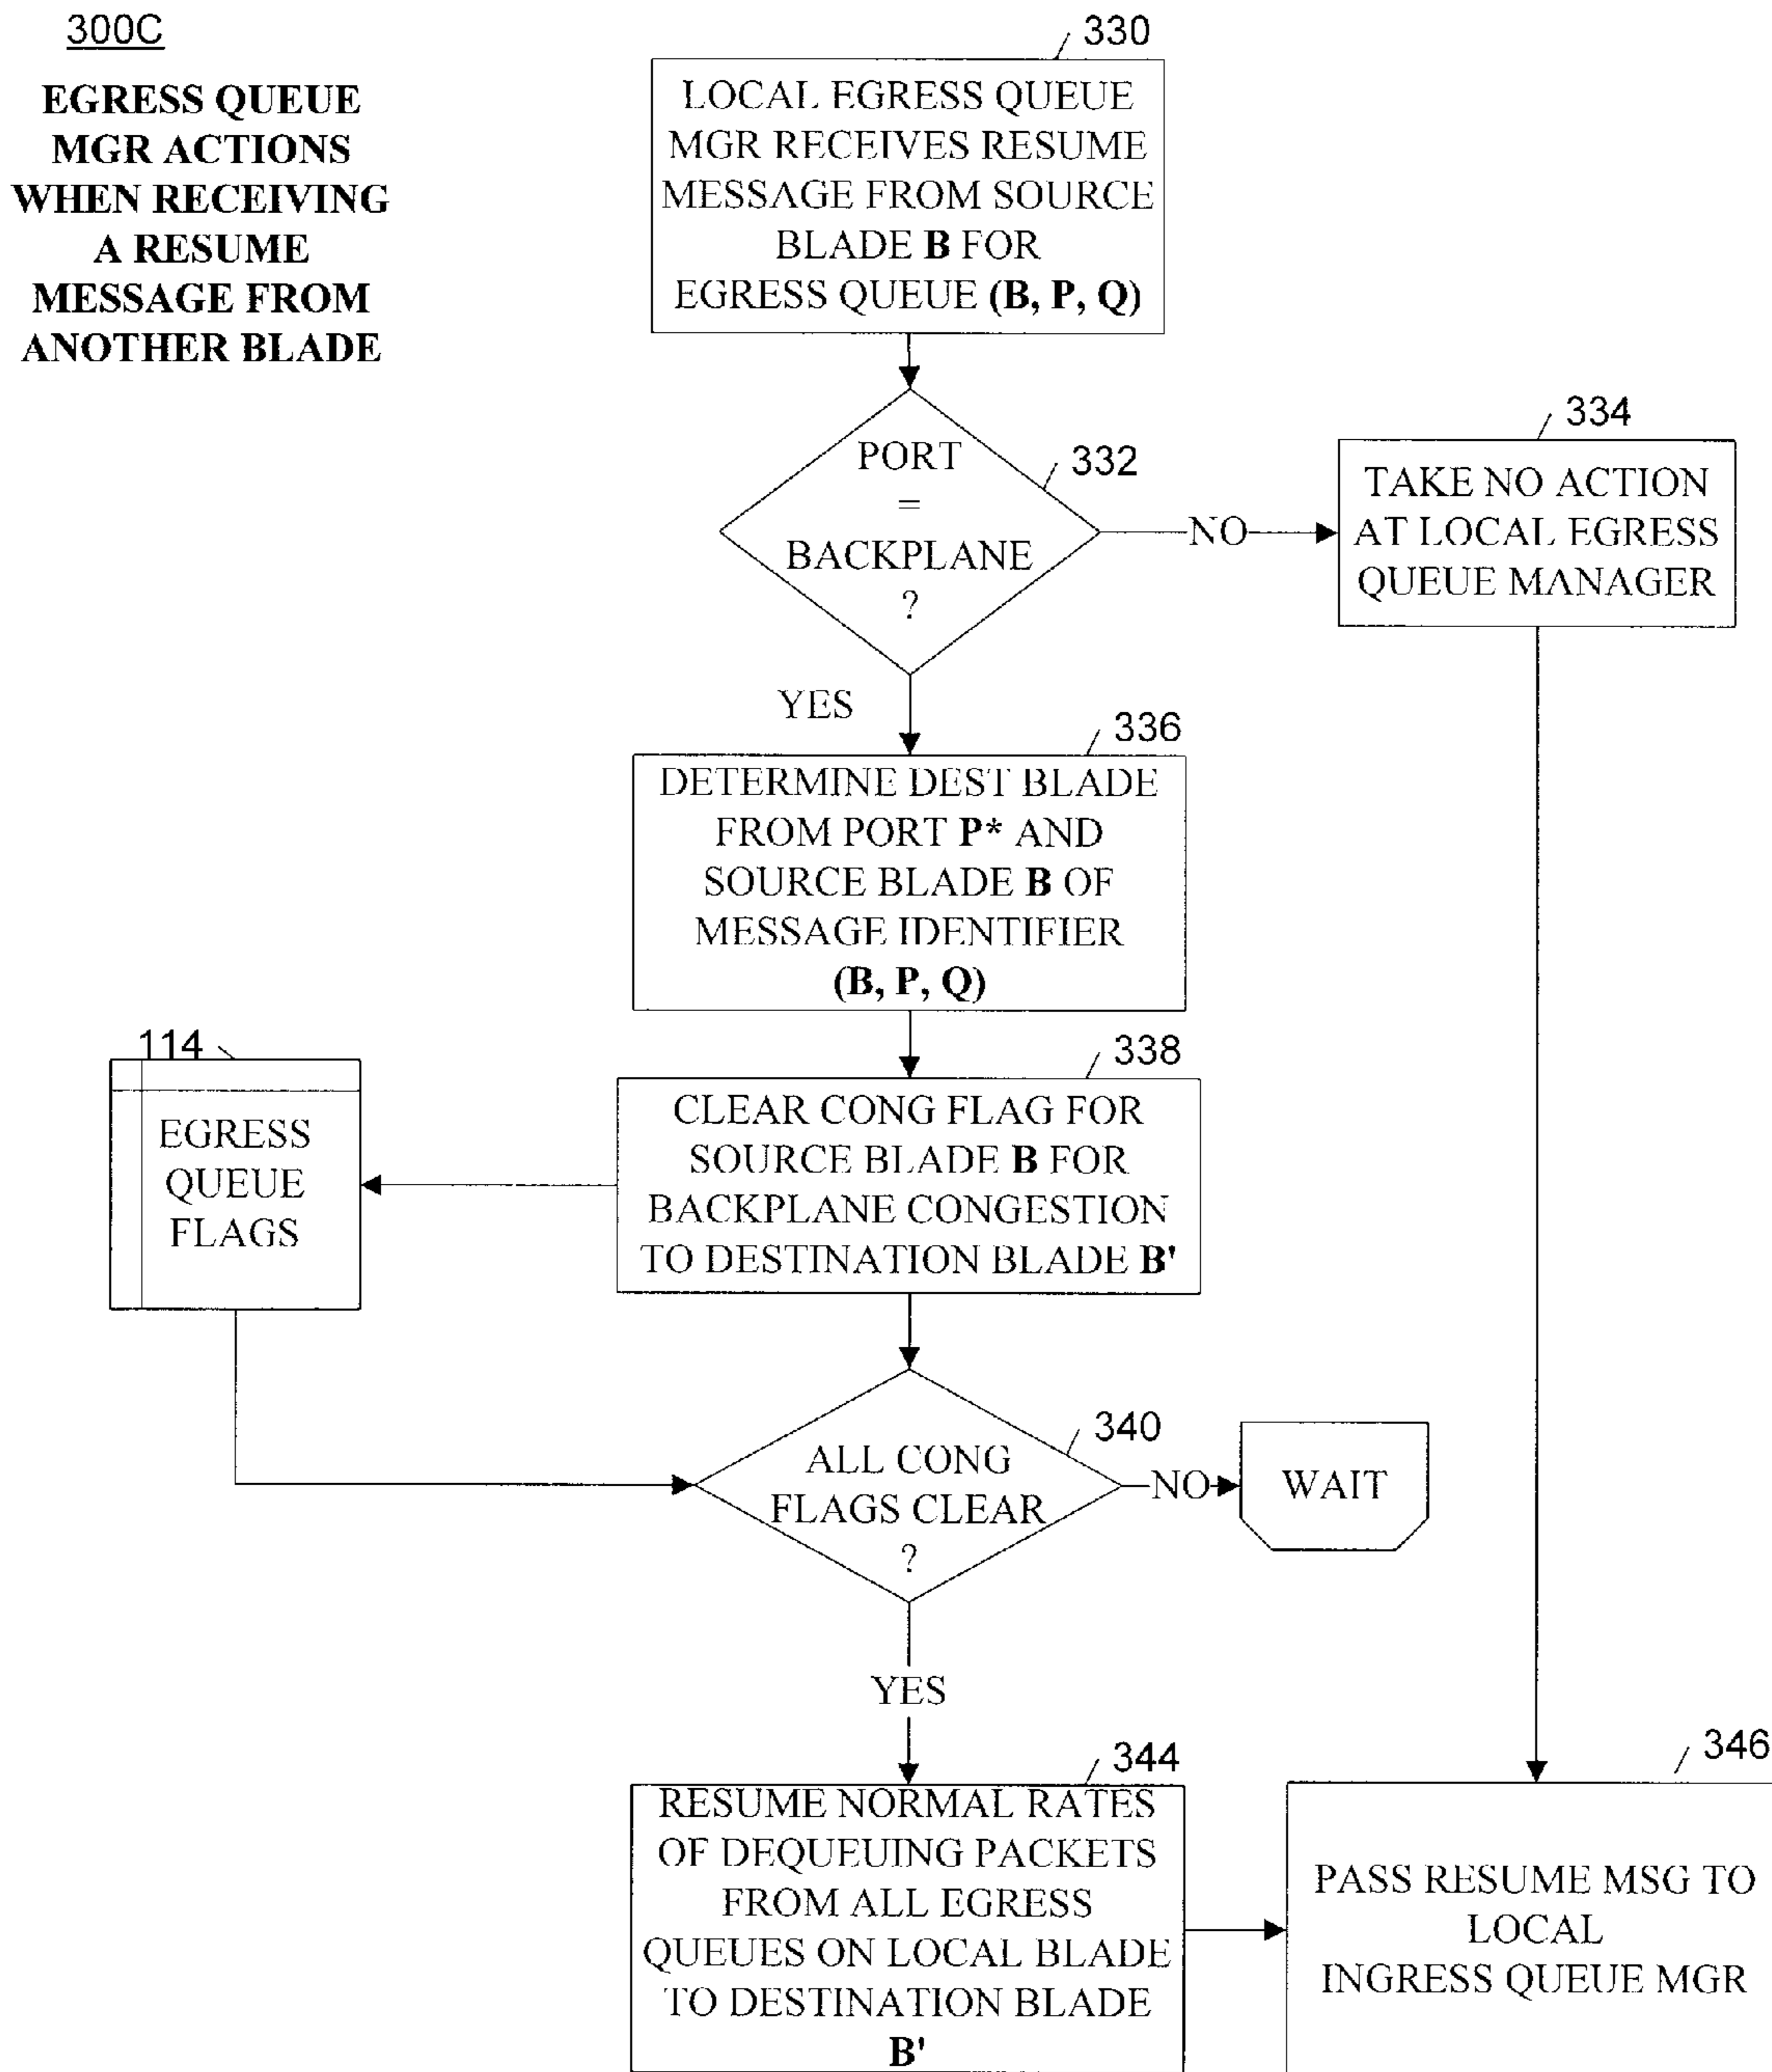 300C
EGRESS QUEUE
MGR ACTIONS
WHEN RECEIVING
A RESUME
MESSAGE FROM
ANOTHER BLADE
330
LOCAL EGRESS QUEUE
MGR RECEIVES RESUME
MESSAGE FROM SOURCE
BLADE B FOR
EGRESS QUEUE (B, P, Q)
PORT
=
BACKPLANE
?
332
NO
334
TAKE NO ACTION
AT LOCAL EGRESS
QUEUE MANAGER
YES
336
DETERMINE DEST BLADE
FROM PORT P* AND
SOURCE BLADE B OF
MESSAGE IDENTIFIER
(B, P, Q)
114
EGRESS
QUEUE
FLAGS
338
CLEAR CONG FLAG FOR
SOURCE BLADE B FOR
BACKPLANE CONGESTION
TO DESTINATION BLADE B'
340
ALL CONG
FLAGS CLEAR
?
NO
WAIT
YES
344
RESUME NORMAL RATES
OF DEQUEUING PACKETS
FROM ALL EGRESS
QUEUES ON LOCAL BLADE
TO DESTINATION BLADE
B'
346
PASS RESUME MSG TO
LOCAL
INGRESS QUEUE MGR